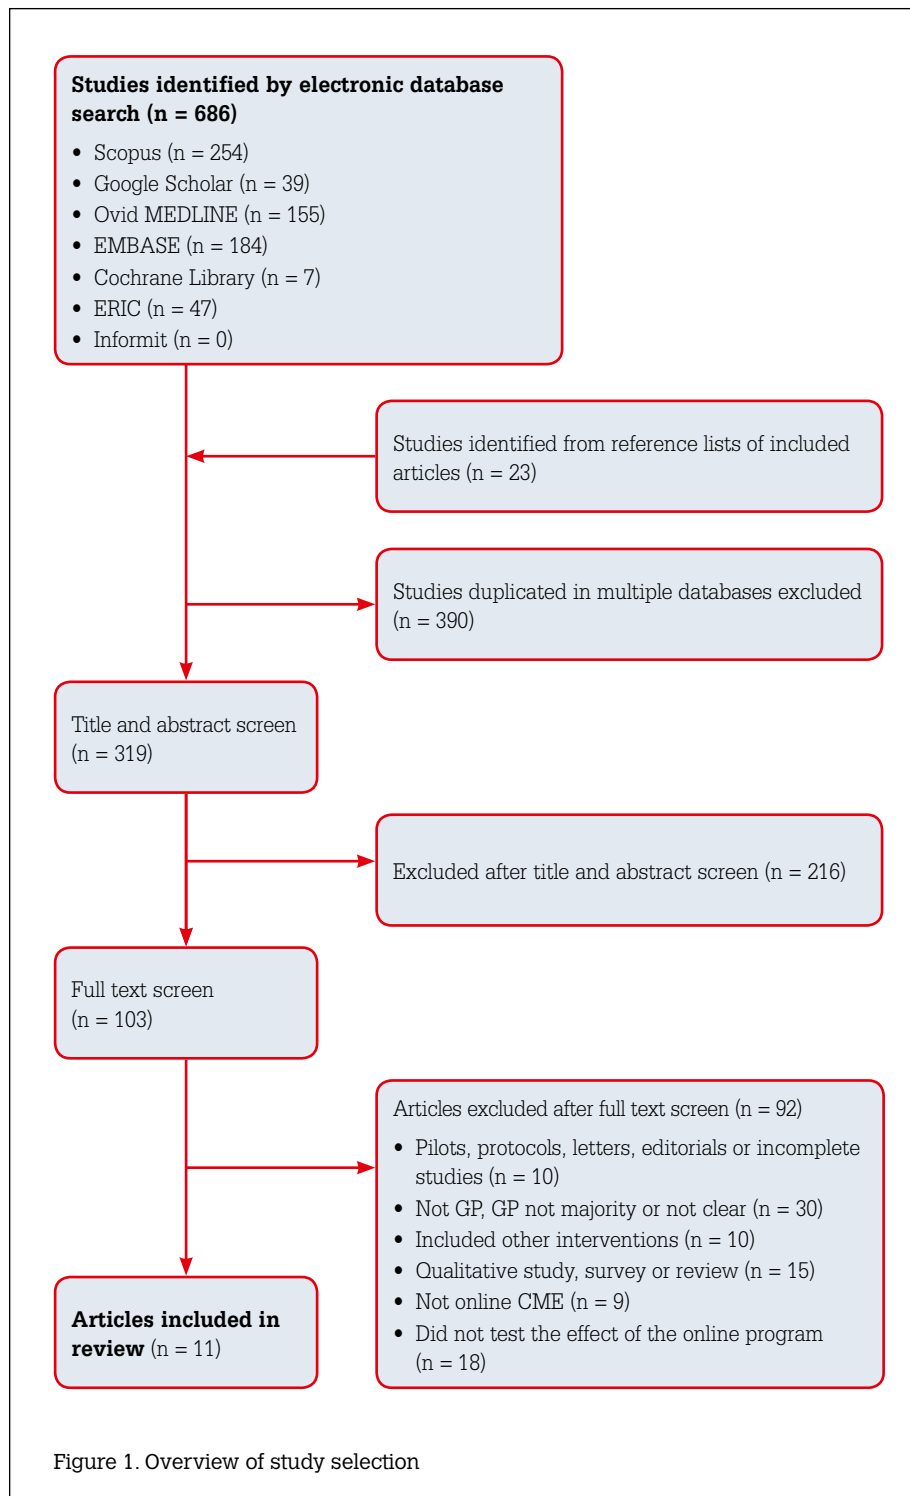 Studies identified by electronic database
search (n = 686)
• Scopus (n = 254)
• Google Scholar (n = 39)
• Ovid MEDLINE (n = 155)
• EMBASE (n = 184)
• Cochrane Library (n = 7)
• ERIC (n = 47)
• Informit (n = 0)
Studies identified from reference lists of included
articles (n = 23)
Studies duplicated in multiple databases excluded
(n = 390)
Title and abstract screen
(n = 319)
Excluded after title and abstract screen (n = 216)
Full text screen
(n = 103)
Articles excluded after full text screen (n = 92)
• Pilots, protocols, letters, editorials or incomplete
studies (n = 10)
• Not GP, GP not majority or not clear (n = 30)
• Included other interventions (n = 10)
• Qualitative study, survey or review (n = 15)
• Not online CME (n = 9)
• Did not test the effect of the online program
(n = 18)
Articles included in
review (n = 11)
Figure 1. Overview of study selection